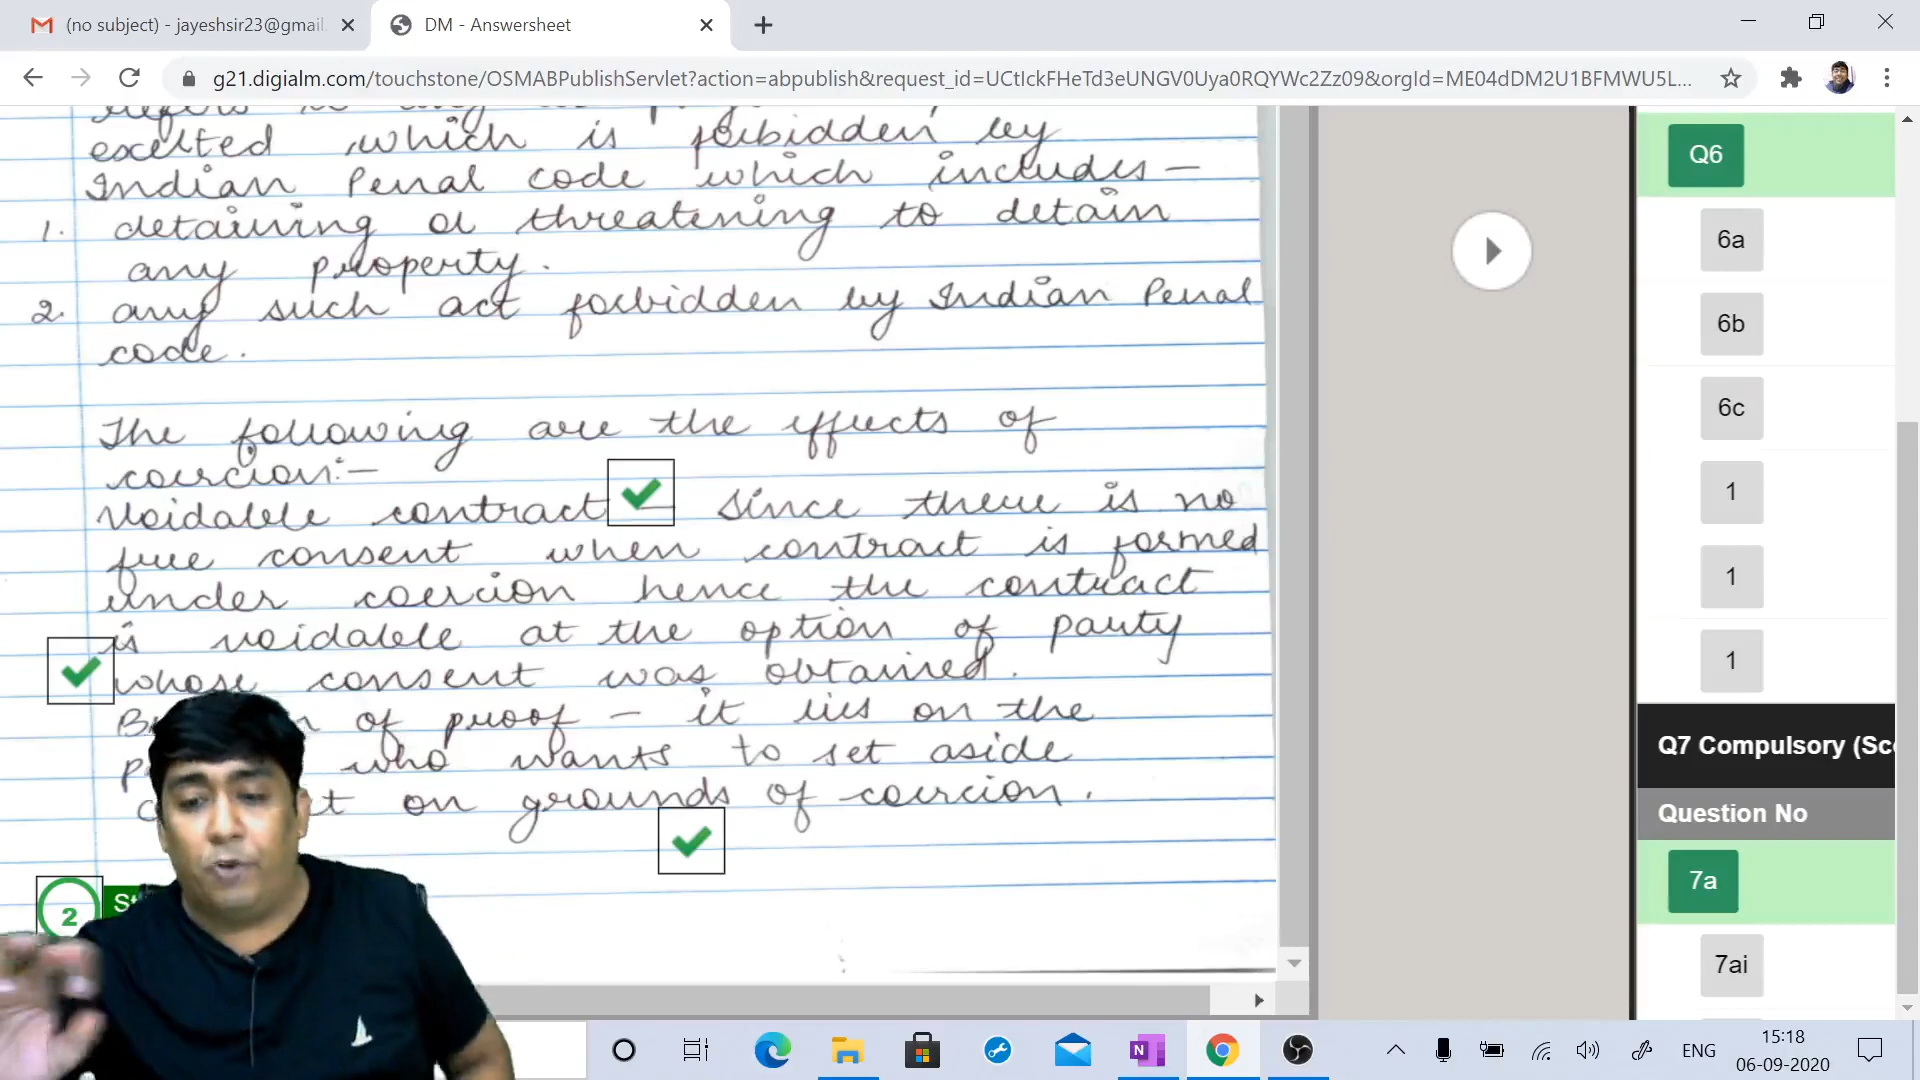 (no subject) - jayeshsir23@gmail.
DM - Answersheet
g21.digialm.com/touchstone/OSMABPublishServlet?action=abpublish&request_id=UCtIckFHeTd3eUNGV0Uya0RQYWc2Zz09&orgId=ME04dDM2U1BFMWU5L...
which is forbidden by
Indian Penal code which includes –
1. detaining or threatening to detain
any property.
2. any such act forbidden by Indian Penal
code.
The following are the effects of
coercion:–
Voidable contract – Since there is no
free consent when contract is formed
under coercion hence the contract
is voidable at the option of party
whose consent was obtained.
of proof – it lies on the
who wants to set aside
on grounds of coercion.
2
St
Q6
6a
6b
6c
1
1
1
Q7 Compulsory (Sc
Question No
7a
7ai
ENG
15:18
06-09-2020